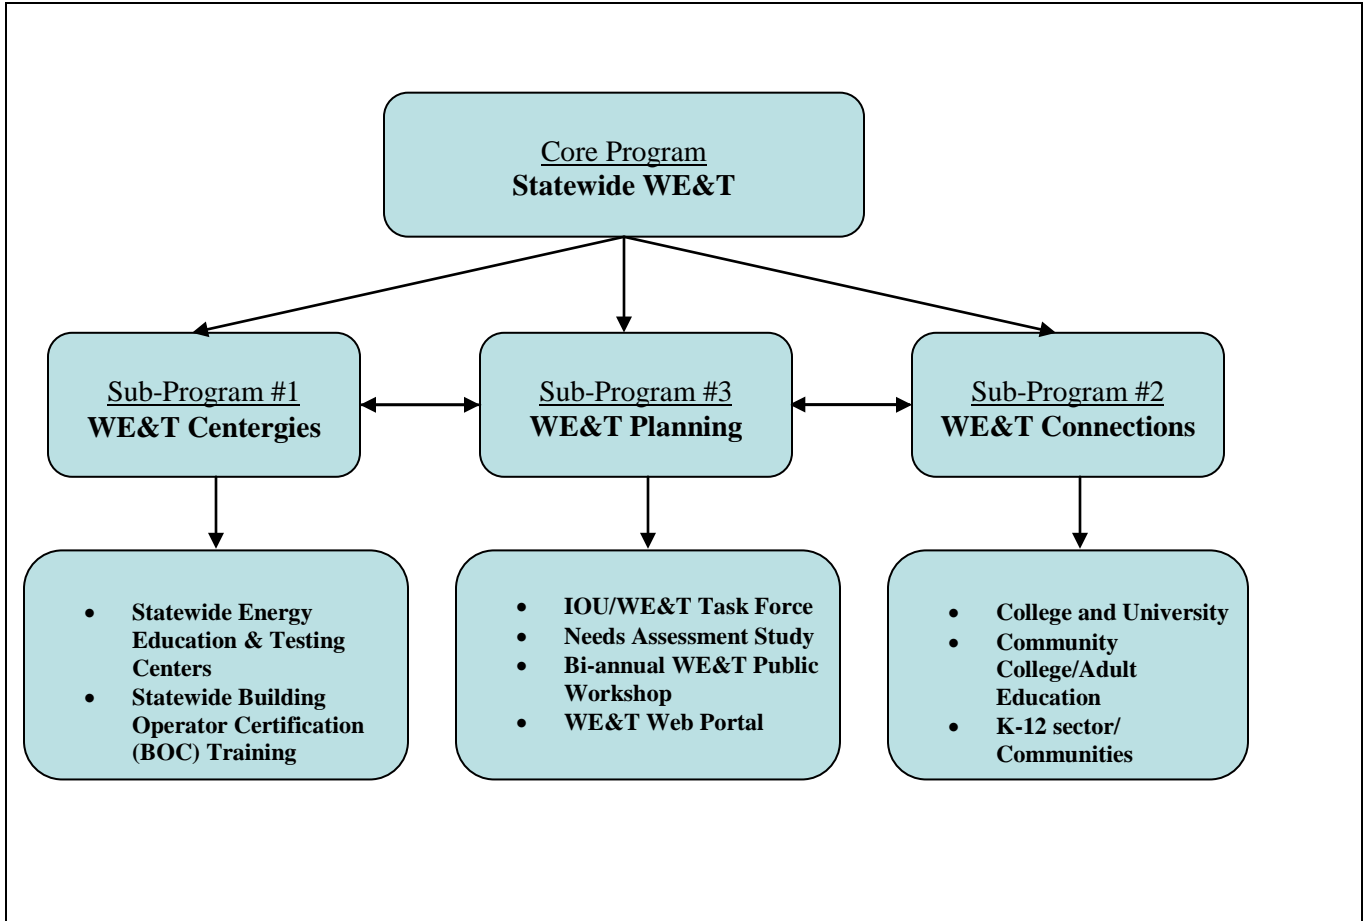 Core Program
Statewide WE&T
Sub-Program #1
WE&T Centergies
Sub-Program #3
WE&T Planning
Sub-Program #2
WE&T Connections
• Statewide Energy
Education & Testing
Centers
• Statewide Building
Operator Certification
(BOC) Training
• IOU/WE&T Task Force
• Needs Assessment Study
• Bi-annual WE&T Public
Workshop
• WE&T Web Portal
• College and University
• Community
College/Adult
Education
• K-12 sector/
Communities